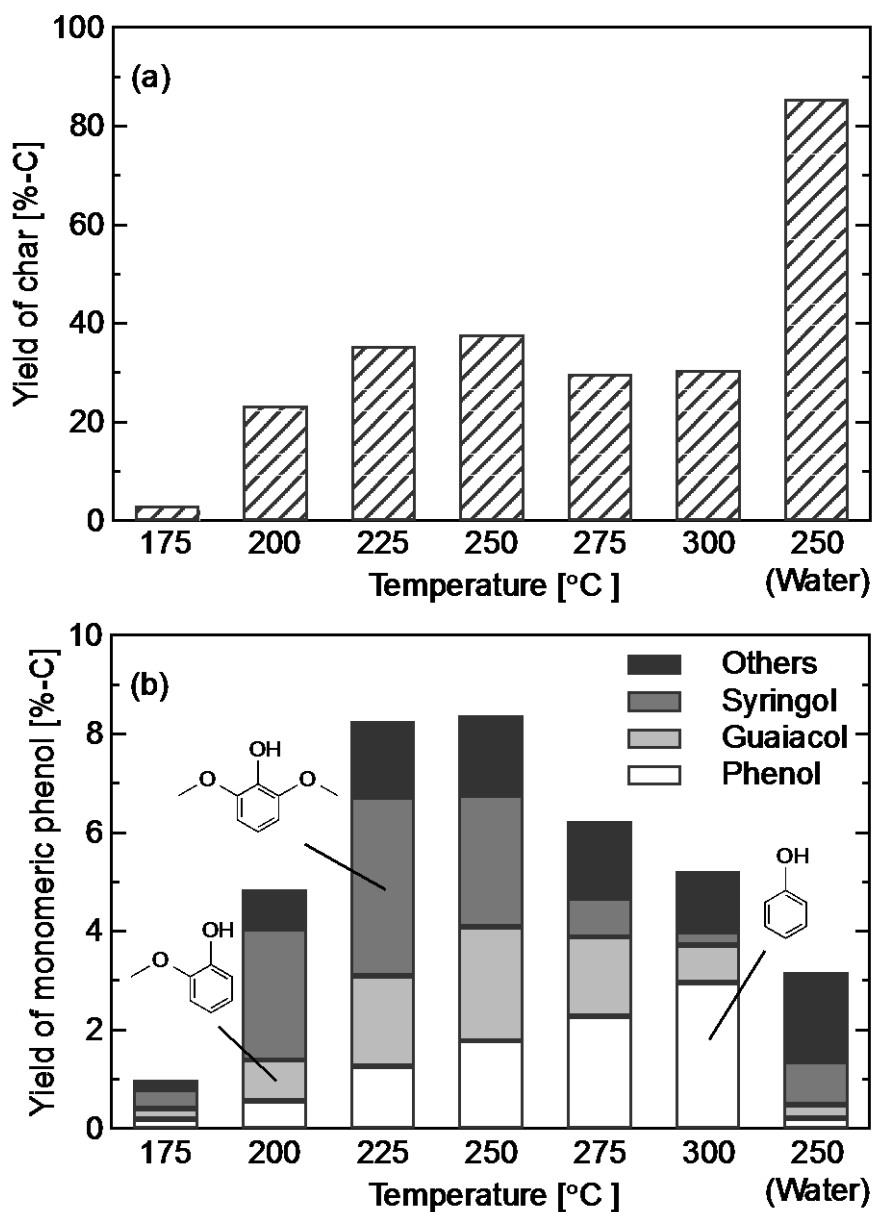 (a)
Yield of char [%-C]
100
80
60
40
20
0
175 200 225 250 275 300 250
(Water)
Temperature [°C ]
(b)
Yield of monomeric phenol [%-C]
10
8
6
4
2
0
Others
Syringol
Guaiacol
Phenol
OH
O O
OH
O
OH
175 200 225 250 275 300 250
(Water)
Temperature [°C ]